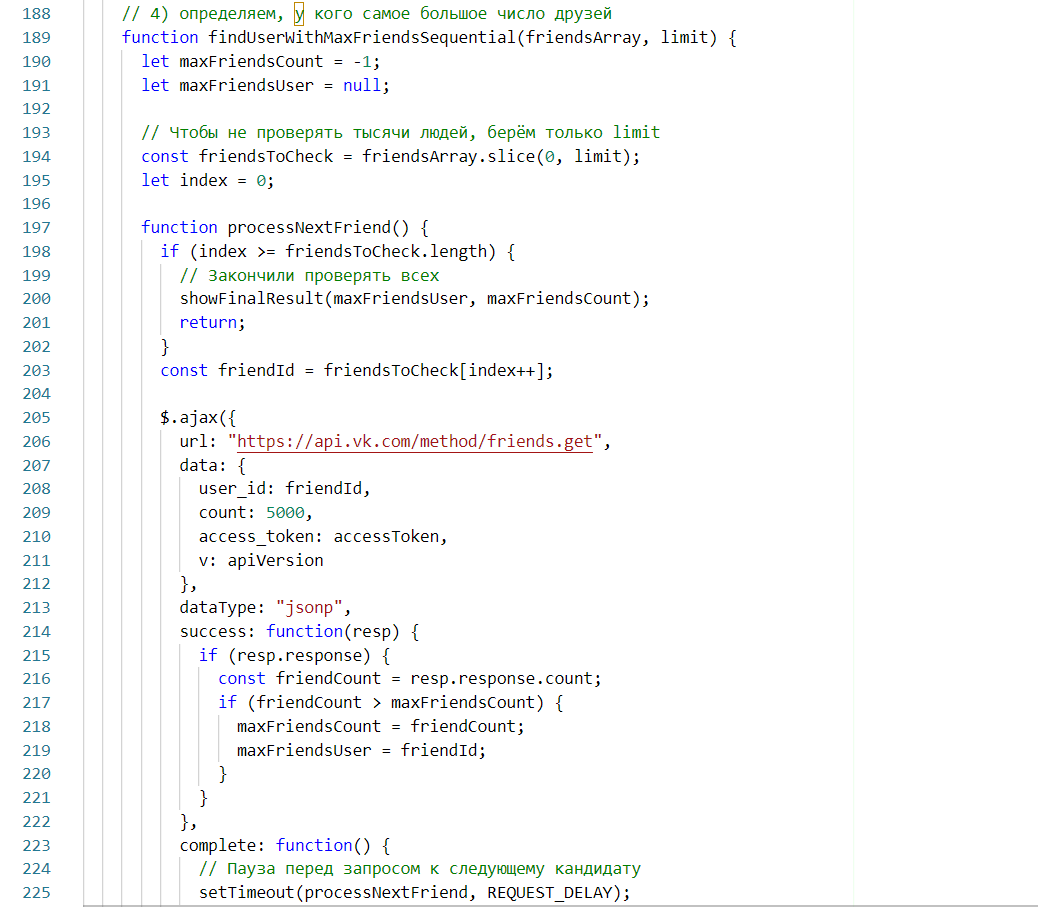 188 // 4) определяем, у кого самое большое число друзей
189 function findUserWithMaxFriendsSequential(friendsArray, limit) {
190 let maxFriendsCount = -1;
191 let maxFriendsUser = null;
192
193 // Чтобы не проверять тысячи людей, берём только limit
194 const friendsToCheck = friendsArray.slice(0, limit);
195 let index = 0;
196
197 function processNextFriend() {
198 if (index >= friendsToCheck.length) {
199 // Закончили проверять всех
200 showFinalResult(maxFriendsUser, maxFriendsCount);
201 return;
202 }
203 const friendId = friendsToCheck[index++];
204
205 $.ajax({
206 url: "https://api.vk.com/method/friends.get",
207 data: {
208 user_id: friendId,
209 count: 5000,
210 access_token: accessToken,
211 v: apiVersion
212 },
213 dataType: "jsonp",
214 success: function(resp) {
215 if (resp.response) {
216 const friendCount = resp.response.count;
217 if (friendCount > maxFriendsCount) {
218 maxFriendsCount = friendCount;
219 maxFriendsUser = friendId;
220 }
221 }
222 },
223 complete: function() {
224 // Пауза перед запросом к следующему кандидату
225 setTimeout(processNextFriend, REQUEST_DELAY);